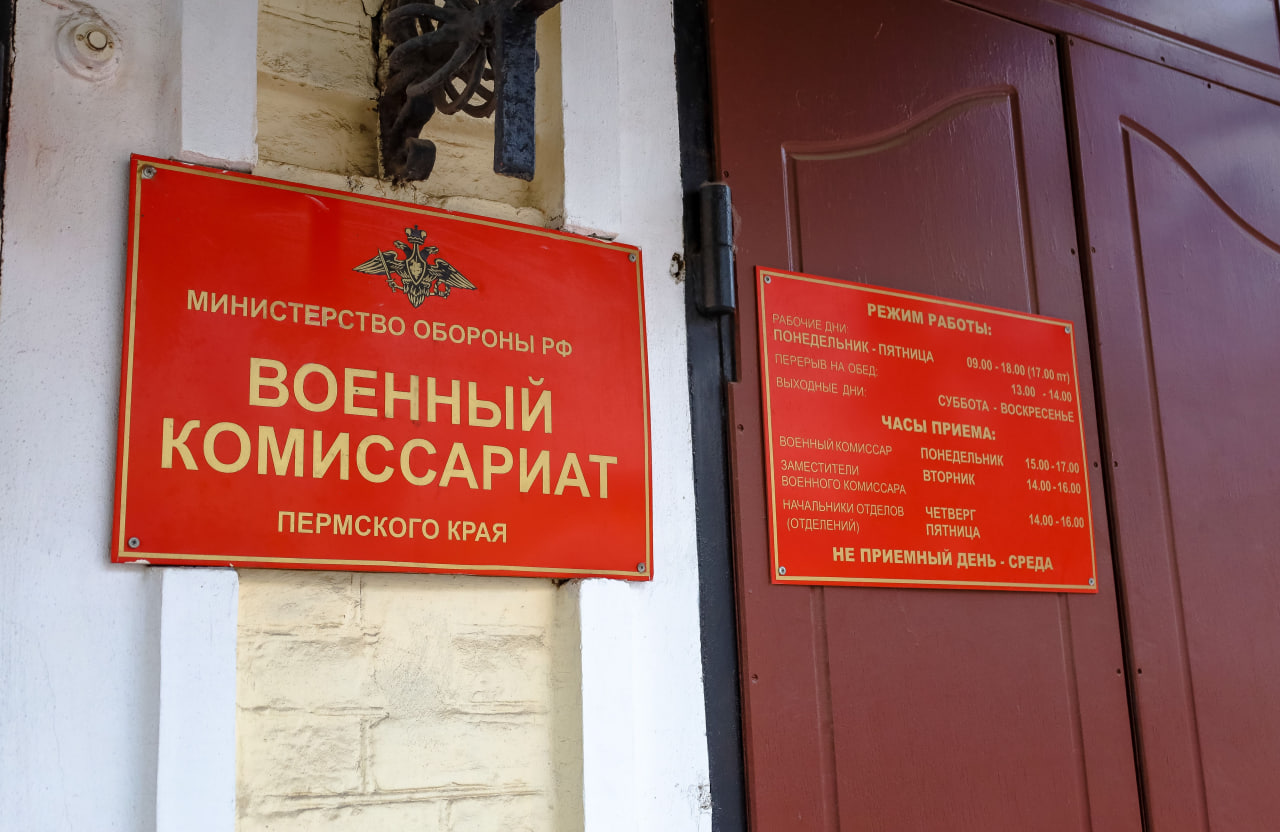 МИНИСТЕРСТВО ОБОРОНЫ РФ
ВОЕННЫЙ
КОМИССАРИАТ
ПЕРМСКОГО КРАЯ
РЕЖИМ РАБОТЫ:
РАБОЧИЕ ДНИ:
ПОНЕДЕЛЬНИК - ПЯТНИЦА 09.00 - 18.00 (17.00 пт)
ПЕРЕРЫВ НА ОБЕД: 13.00 - 14.00
ВЫХОДНЫЕ ДНИ: СУББОТА - ВОСКРЕСЕНЬЕ
ЧАСЫ ПРИЕМА:
ВОЕННЫЙ КОМИССАР ПОНЕДЕЛЬНИК 15.00-17.00
ЗАМЕСТИТЕЛИ ВТОРНИК 14.00-16.00
ВОЕННОГО КОМИССАРА
НАЧАЛЬНИКИ ОТДЕЛОВ ЧЕТВЕРГ 14.00 -16.00
(ОТДЕЛЕНИЙ) ПЯТНИЦА
НЕ ПРИЕМНЫЙ ДЕНЬ - СРЕДА